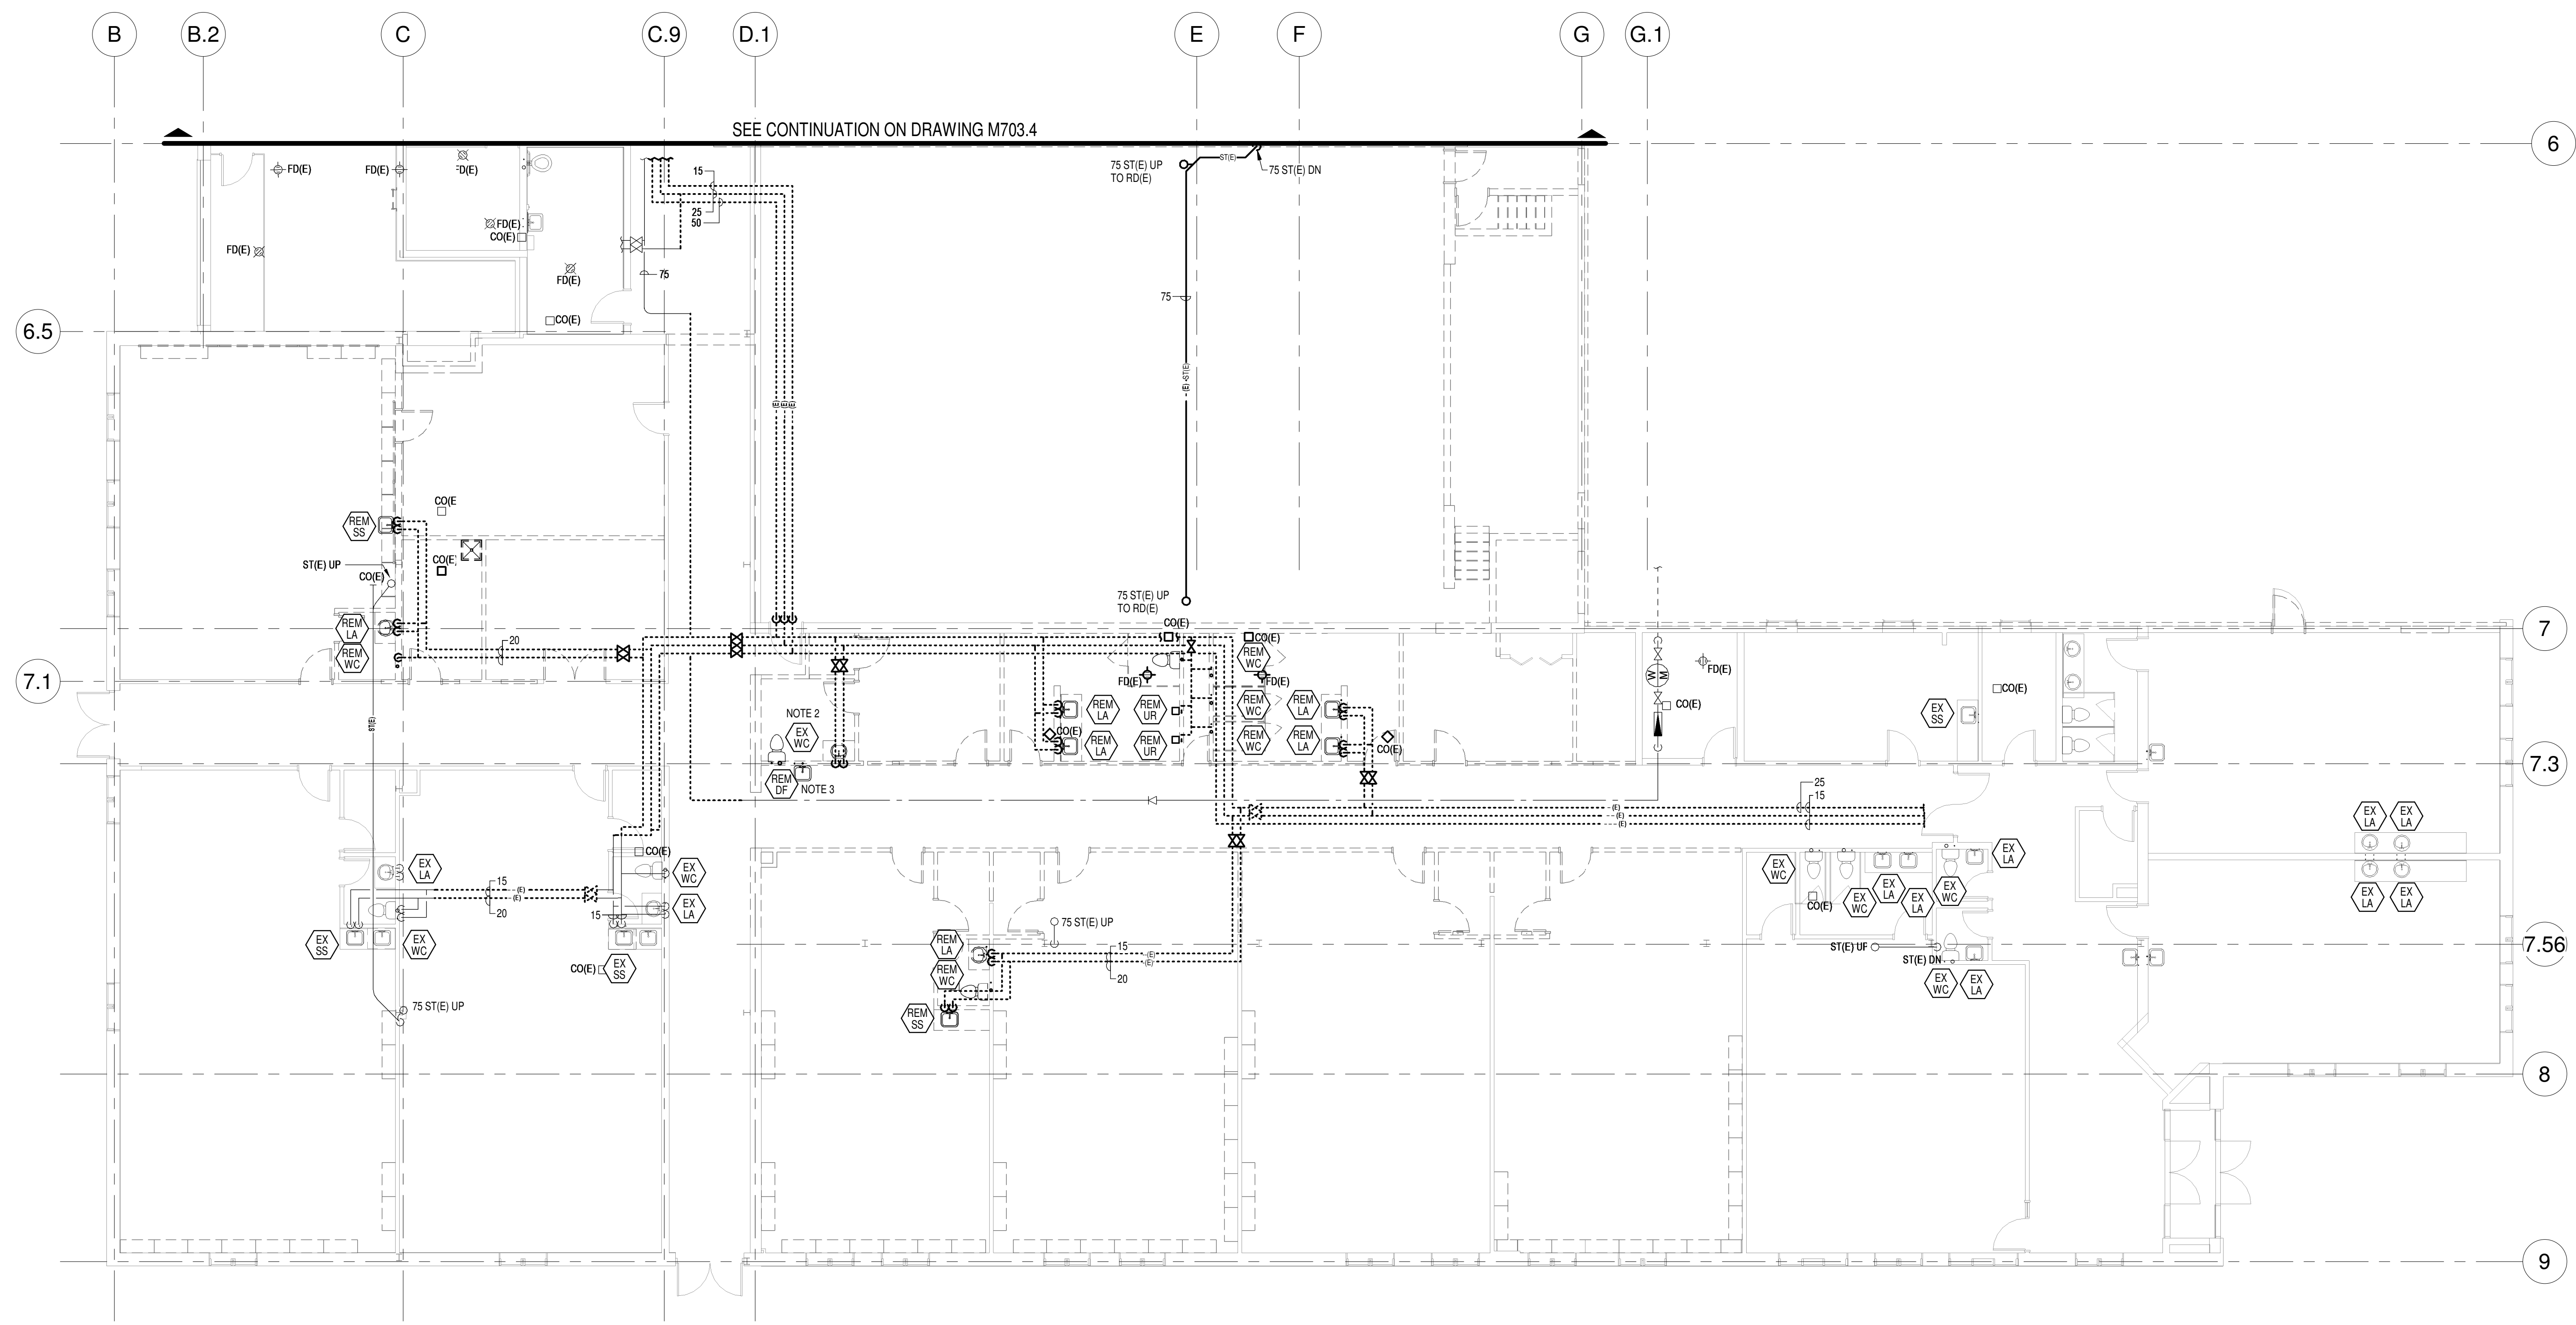 B
B.2
C
C.9
D.1
E
F
G
G.1
SEE CONTINUATION ON DRAWING M703.4
6
FD(E)
FD(E)
-D(E)
15
75 ST(E) UP
TO RD(E)
ST(E)
75 ST(E) DN
25
50
FD(E)
CO(E)
FD(E)
FD(E)
75
75
CO(E)
6.5
(E)
(E)
(E)
(E) -ST(E)
CO(E
REM
SS
CO(E)
ST(E) UP
CO(E)
75 ST(E) UP
TO RD(E)
CO(E)
REM
LA
REM
WC
20
CO(E)
REM
WC
7
7.1
FD(E)
FD(E)
W
M
FD(E)
CO(E)
CO(E)
ST(E)
NOTE 2
EX
WC
REM
DF
NOTE 3
REM
LA
REM
UR
REM
WC
REM
LA
CO(E)
REM
LA
REM
UR
REM
WC
REM
LA
CO(E)
EX
SS
7.3
25
15
(E)
(E)
(E)
EX
LA
EX
LA
CO(E)
EX
LA
EX
WC
15
(E)
(E)
20
15
EX
LA
EX
SS
EX
WC
CO(E)
EX
SS
75 ST(E) UP
EX
WC
EX
LA
CO(E)
EX
WC
EX
LA
EX
LA
EX
WC
EX
LA
EX
LA
75 ST(E) UP
REM
LA
REM
WC
15
(E)
(E)
20
REM
SS
ST(E) UF
ST(E) DN
EX
WC
EX
LA
7.56
8
9